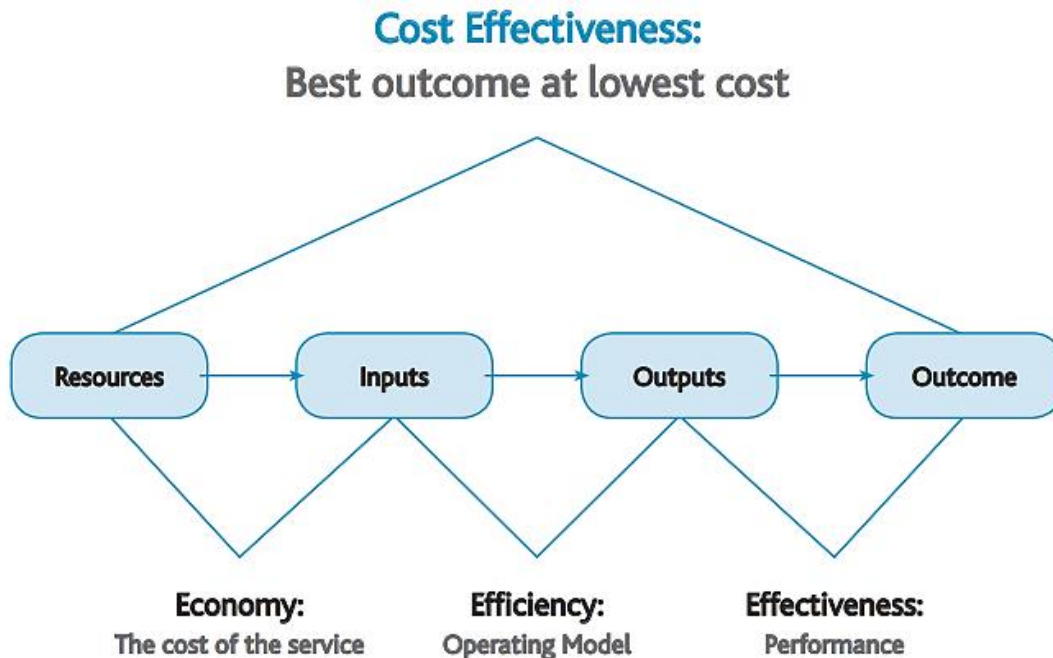 Cost Effectiveness:
Best outcome at lowest cost
Resources
Inputs
Outputs
Outcome
Economy:
The cost of the service
Efficiency:
Operating Model
Effectiveness:
Performance